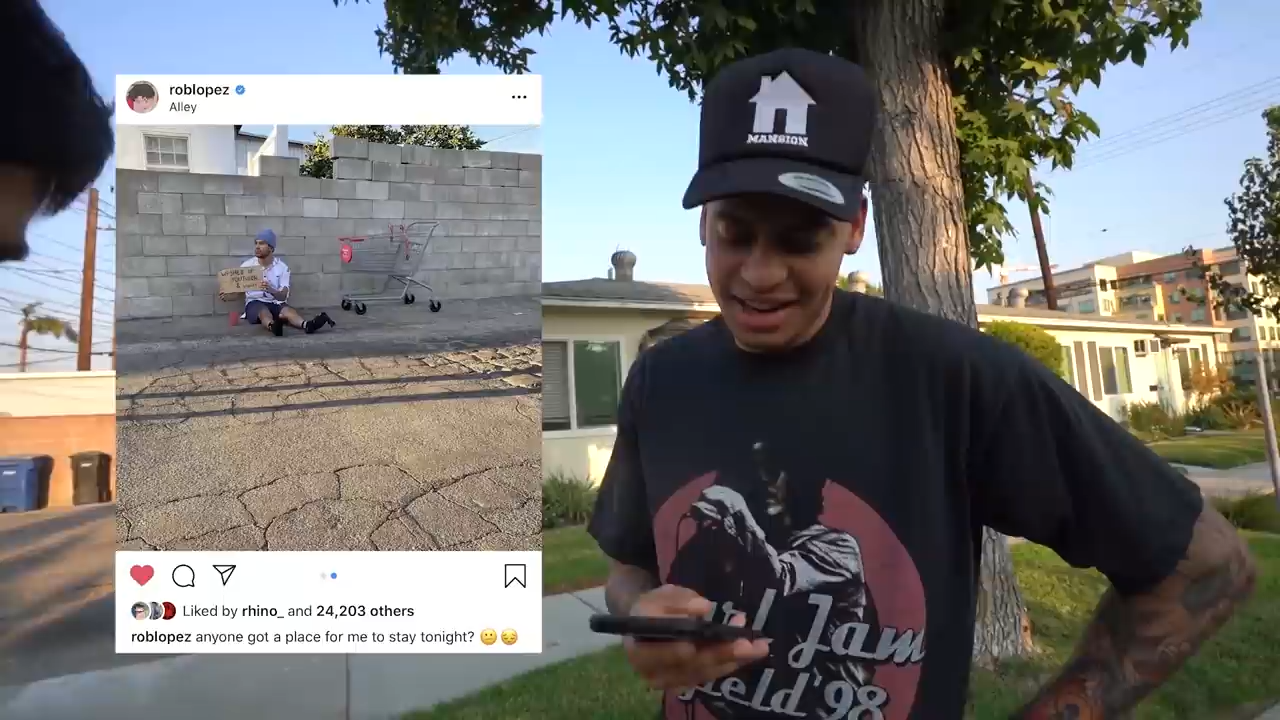 roblopez
Alley
MANSION
Liked by rhino_ and 24,203 others
roblopez anyone got a place for me to stay tonight? 😕😔
Jam
'98